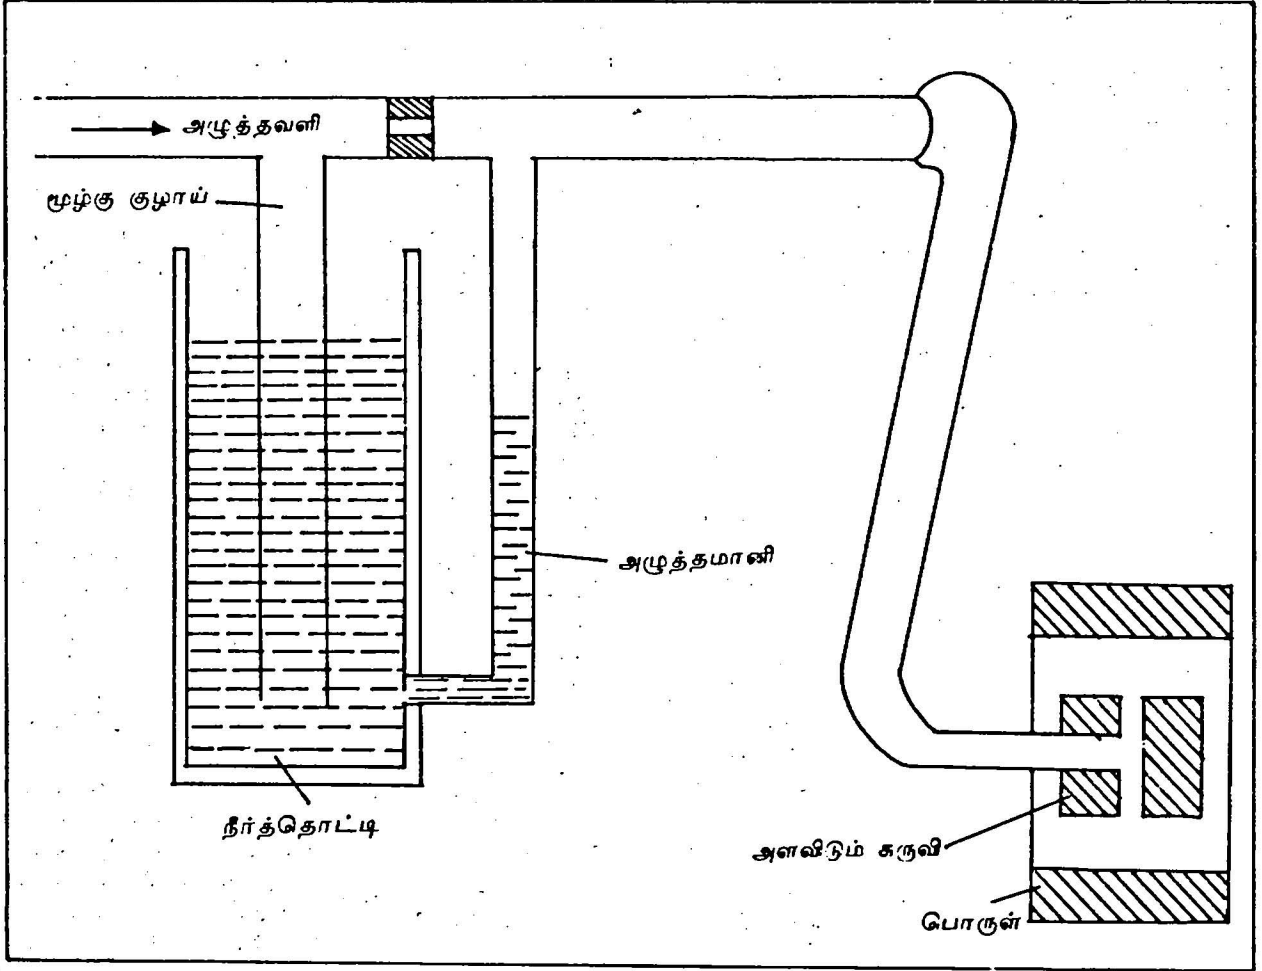 அழுத்தவளி
மூழ்கு குழாய்
அழுத்தமானி
நீர்த்தொட்டி
அளவிடும் கருவி
பொருள்